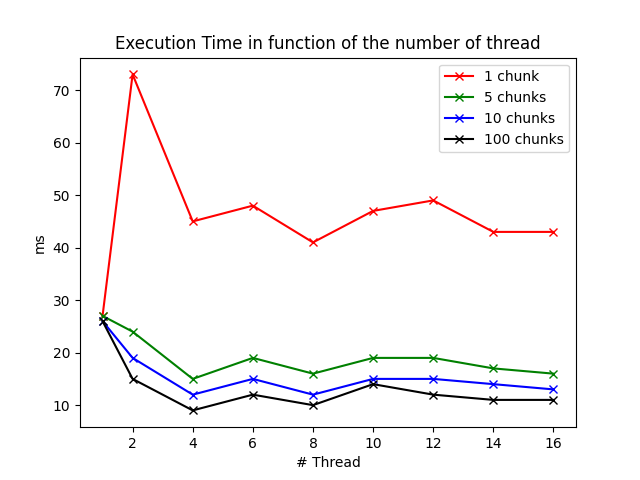 Execution Time in function of the number of thread
1 chunk
5 chunks
10 chunks
100 chunks
ms
70
60
50
40
30
20
10
2 4 6 8 10 12 14 16
# Thread